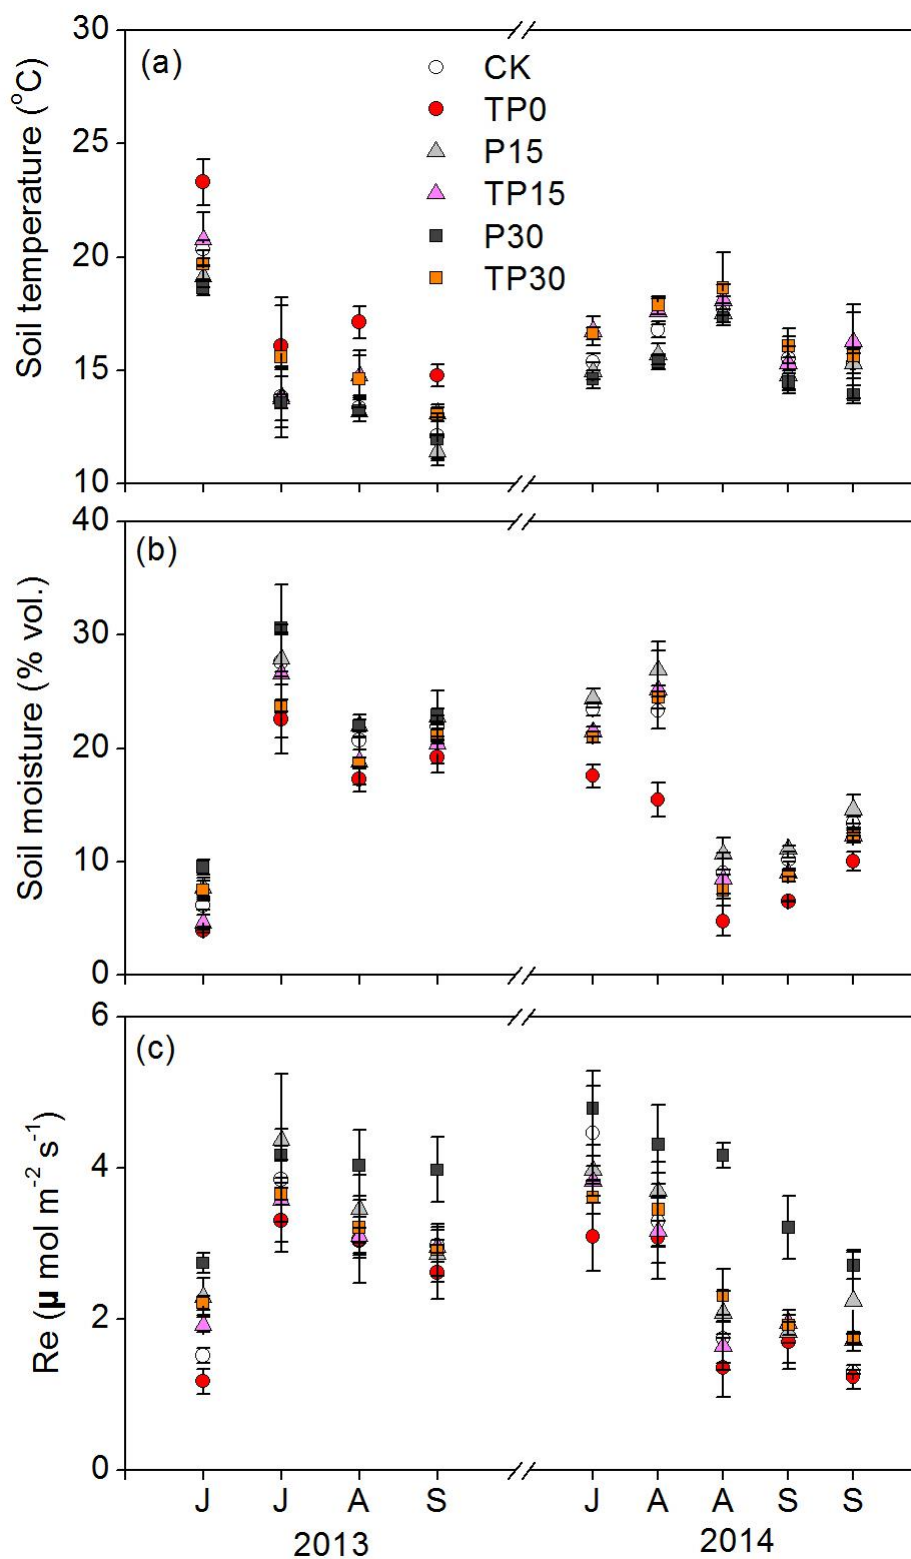 30
(a)
CK
TP0
25
P15
TP15
P30
20
TP30
15
10
Soil temperature (°C)
40
(b)
30
20
10
0
Soil moisture (% vol.)
6
(c)
4
2
0
Re (μ mol m⁻² s⁻¹)
J J A S J A A S S
2013 2014